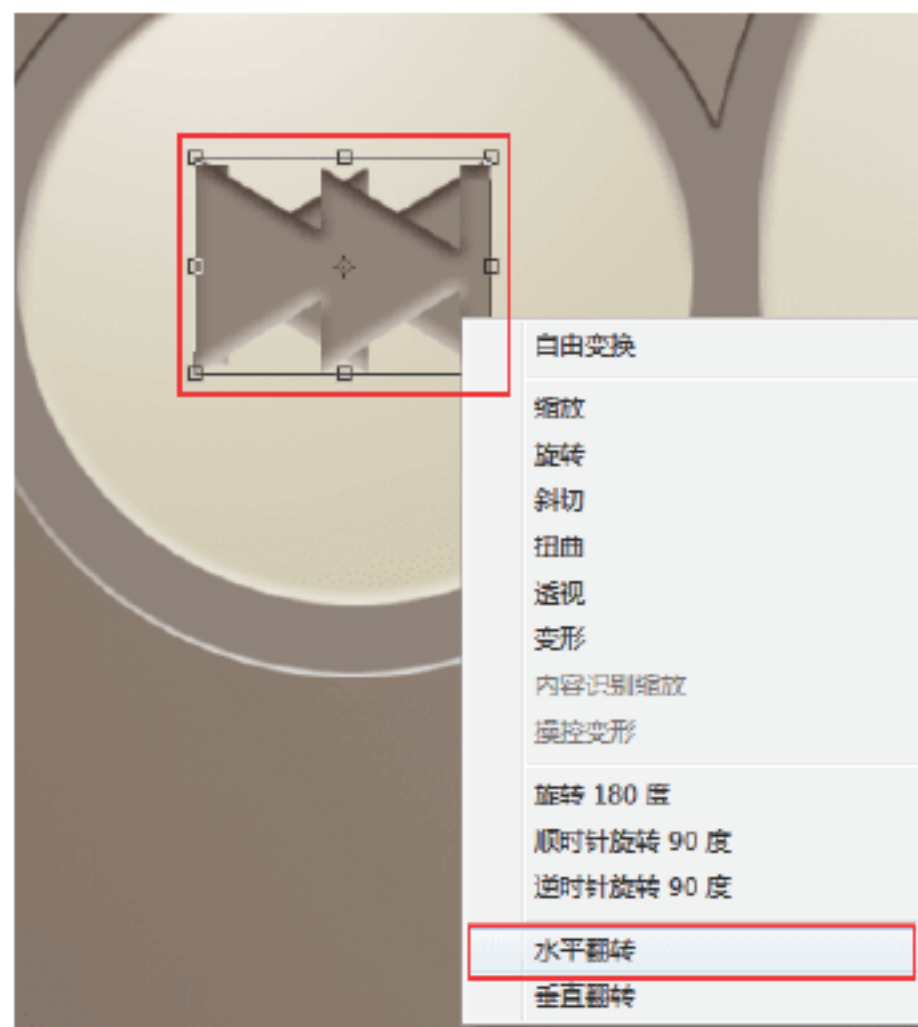 自由变换
缩放
旋转
斜切
扭曲
透视
变形
内容识别缩放
操控变形
旋转 180 度
顺时针旋转 90 度
逆时针旋转 90 度
水平翻转
垂直翻转